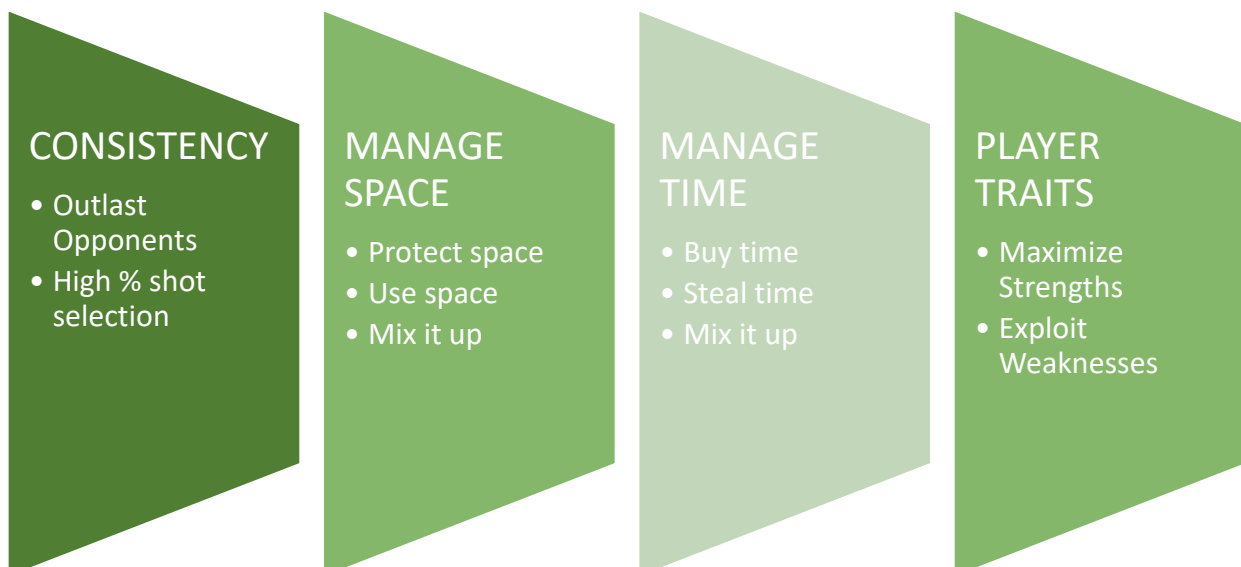 CONSISTENCY
• Outlast
Opponents
• High % shot
selection
MANAGE
SPACE
• Protect space
• Use space
• Mix it up
MANAGE
TIME
• Buy time
• Steal time
• Mix it up
PLAYER
TRAITS
• Maximize
Strengths
• Exploit
Weaknesses